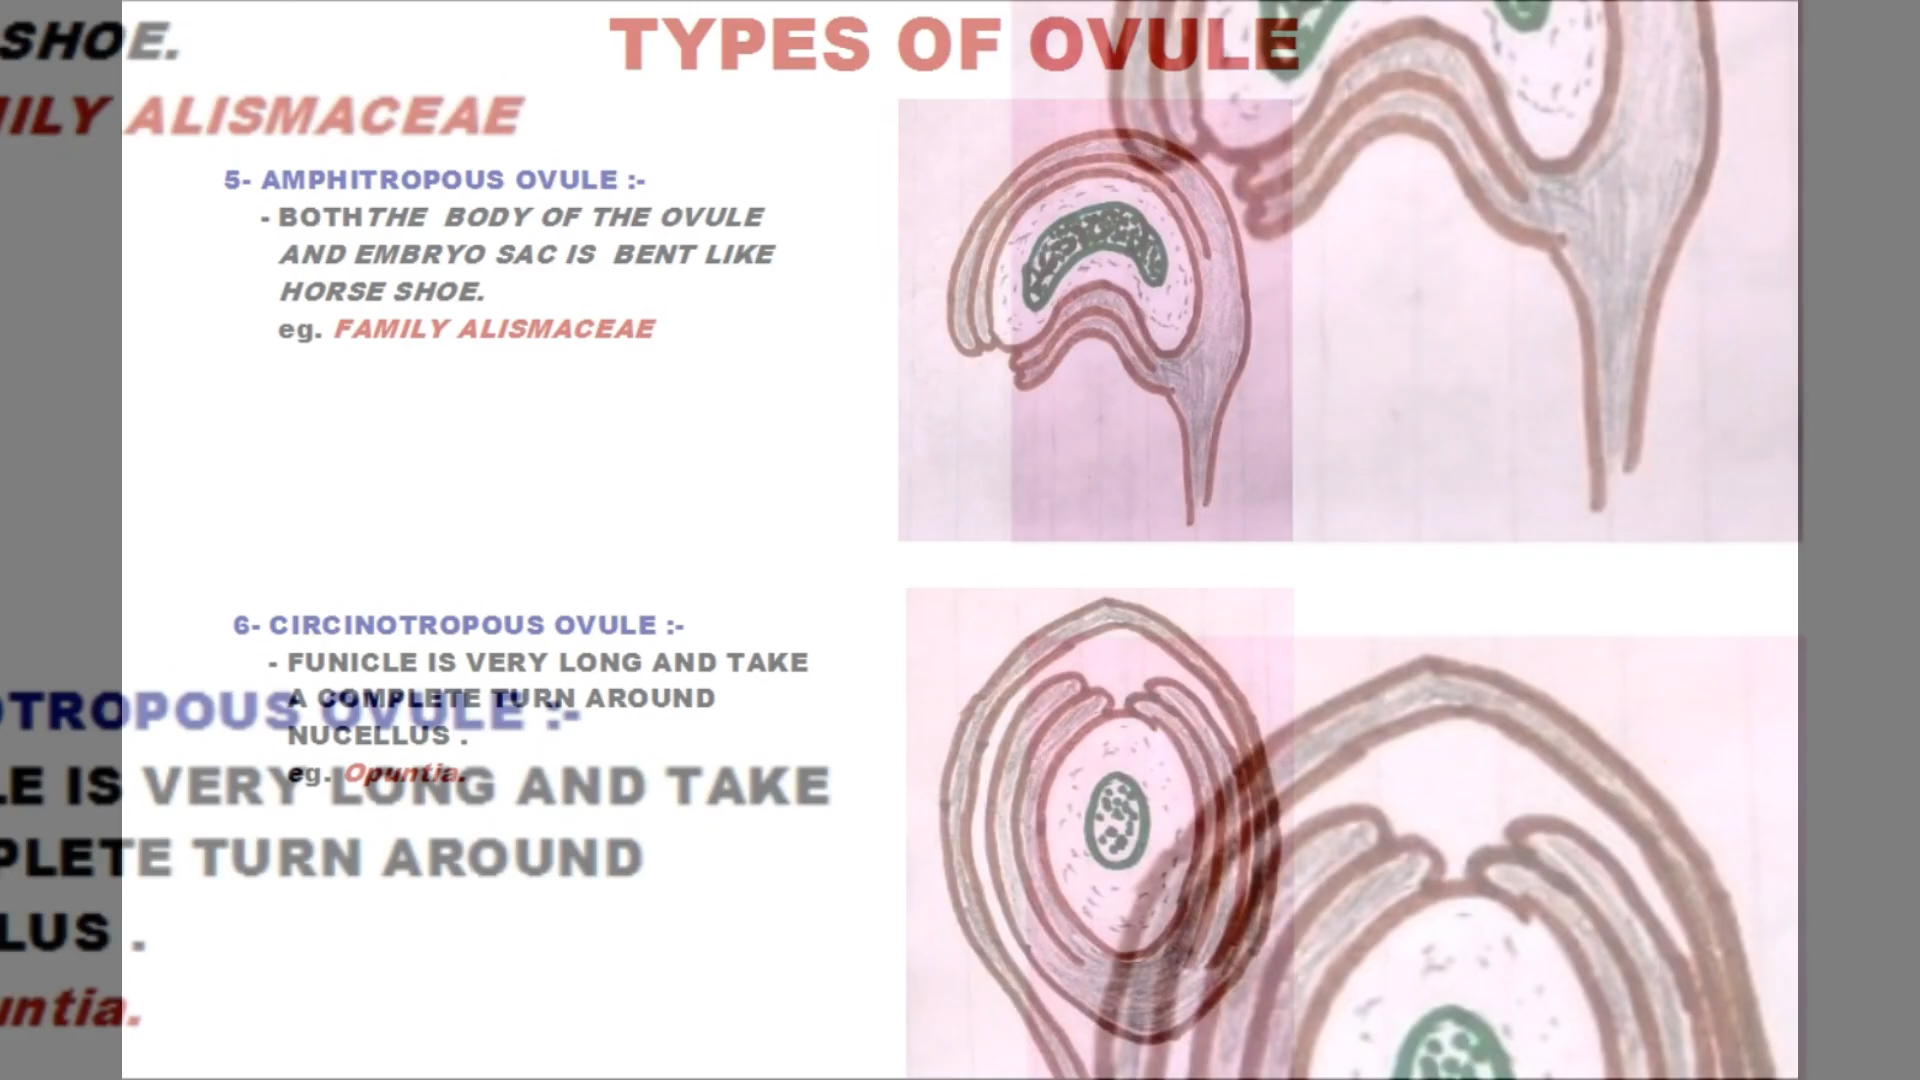 TYPES OF OVULE
SHOE.
ALISMACEAE
5- AMPHITROPOUS OVULE :-
- BOTH THE BODY OF THE OVULE
AND EMBRYO SAC IS BENT LIKE
HORSE SHOE.
eg. FAMILY ALISMACEAE
6- CIRCINOTROPOUS OVULE :-
- FUNICLE IS VERY LONG AND TAKE
A COMPLETE TURN AROUND
NUCELLUS .
eg. Opuntia.
OTROPOUS OVULE :-
LE IS VERY LONG AND TAKE
PLETE TURN AROUND
LUS .
untia.